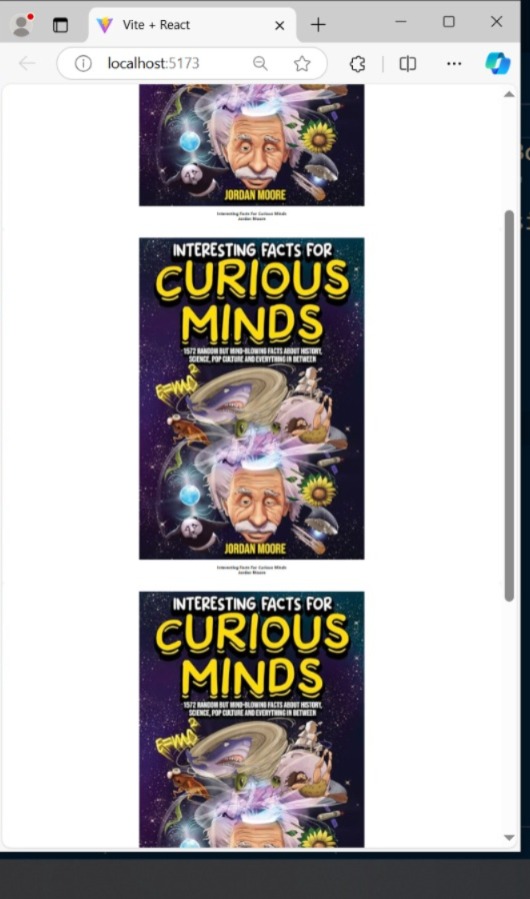 Vite + React
localhost:5173
JORDAN MOORE
Interesting Facts For Curious Minds
Jordan Moore
INTERESTING FACTS FOR
CURIOUS
MINDS
1572 RANDOM BUT MIND-BLOWING FACTS ABOUT HISTORY,
SCIENCE, POP CULTURE AND EVERYTHING IN BETWEEN
E=MC²
JORDAN MOORE
Interesting Facts For Curious Minds
Jordan Moore
INTERESTING FACTS FOR
CURIOUS
MINDS
1572 RANDOM BUT MIND-BLOWING FACTS ABOUT HISTORY,
SCIENCE, POP CULTURE AND EVERYTHING IN BETWEEN
E=MC²